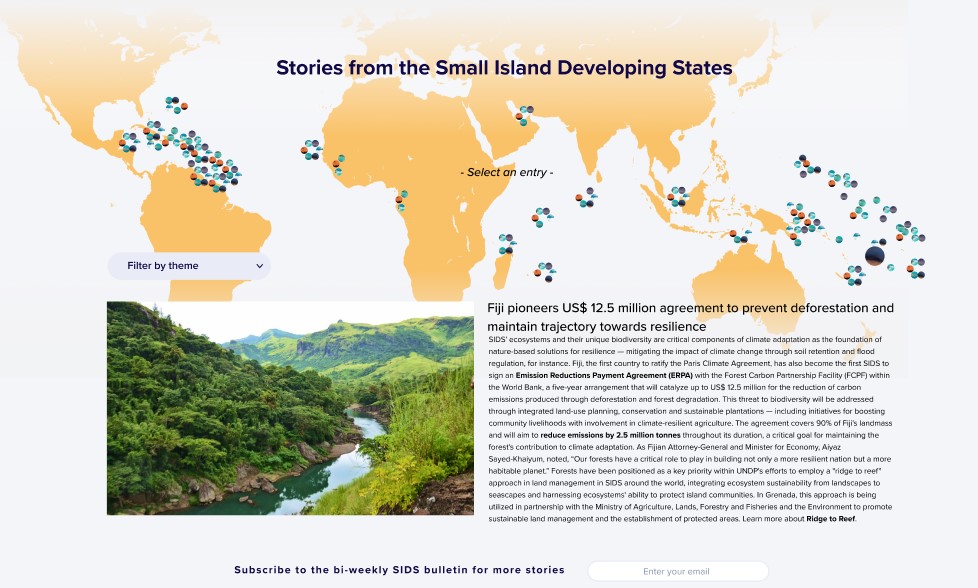 Stories from the Small Island Developing States
- Select an entry -
Filter by theme
Fiji pioneers US$ 12.5 million agreement to prevent deforestation and
maintain trajectory towards resilience
SIDS' ecosystems and their unique biodiversity are critical components of climate adaptation as the foundation of
nature-based solutions for resilience — mitigating the impact of climate change through soil retention and flood
regulation, for instance. Fiji, the first country to ratify the Paris Climate Agreement, has also become the first SIDS to
sign an Emission Reductions Payment Agreement (ERPA) with the Forest Carbon Partnership Facility (FCPF) within
the World Bank, a five-year arrangement that will catalyze up to US$ 12.5 million for the reduction of carbon
emissions produced through deforestation and forest degradation. This threat to biodiversity will be addressed
through integrated land-use planning, conservation and sustainable plantations — including initiatives for boosting
community livelihoods with involvement in climate-resilient agriculture. The agreement covers 90% of Fiji's landmass
and will aim to reduce emissions by 2.5 million tonnes throughout its duration, a critical goal for maintaining the
forest's contribution to climate adaptation. As Fijian Attorney-General and Minister for Economy, Aiyaz
Sayed-Khaiyum, noted, “Our forests have a critical role to play in building not only a more resilient nation but a more
habitable planet.” Forests have been positioned as a key priority within UNDP's efforts to employ a "ridge to reef"
approach in land management in SIDS around the world, integrating ecosystem sustainability from landscapes to
seascapes and harnessing ecosystems' ability to protect island communities. In Grenada, this approach is being
utilized in partnership with the Ministry of Agriculture, Lands, Forestry and Fisheries and the Environment to promote
sustainable land management and the establishment of protected areas. Learn more about Ridge to Reef.
Subscribe to the bi-weekly SIDS bulletin for more stories
Enter your email